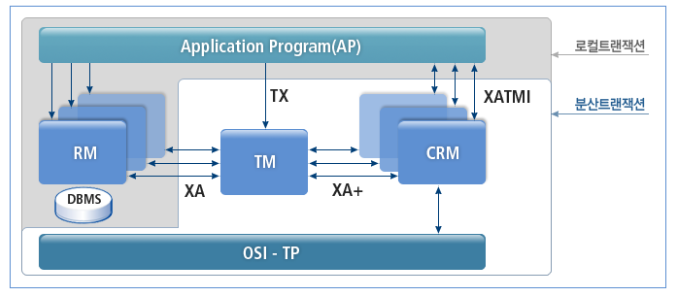 Application Program(AP)
로컬트랜잭션
TX
XATMI
분산트랜잭션
RM
TM
CRM
XA
XA+
DBMS
OSI - TP